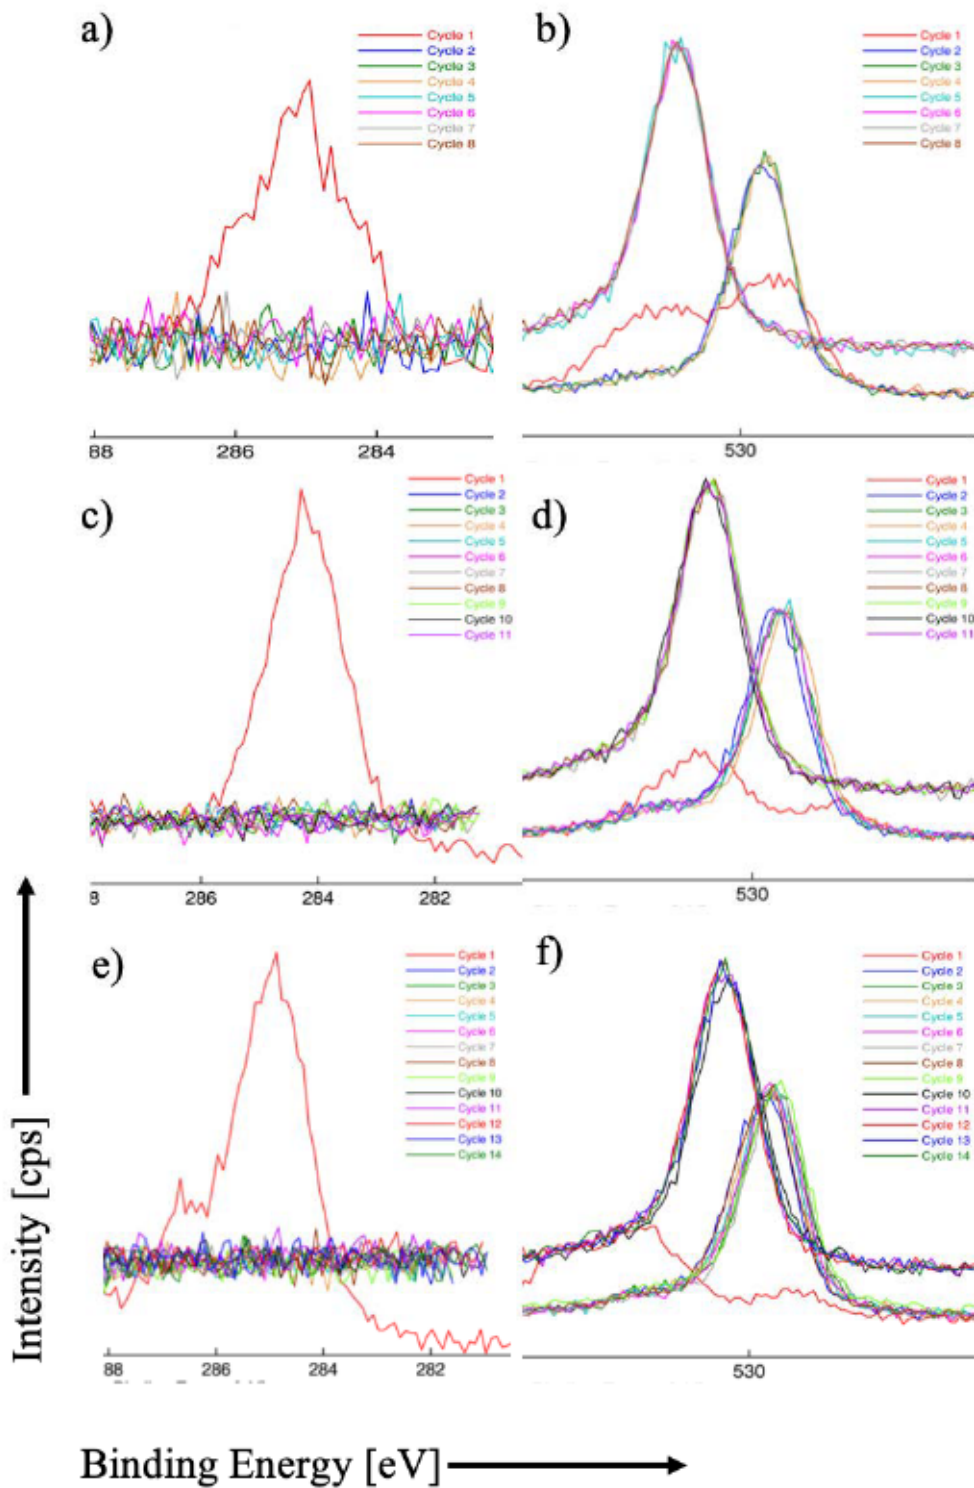 a)
Cycle 1
Cycle 2
Cycle 3
Cycle 4
Cycle 5
Cycle 6
Cycle 7
Cycle 8
88
286
284
b)
Cycle 1
Cycle 2
Cycle 3
Cycle 4
Cycle 5
Cycle 6
Cycle 7
Cycle 8
530
c)
Cycle 1
Cycle 2
Cycle 3
Cycle 4
Cycle 5
Cycle 6
Cycle 7
Cycle 8
Cycle 9
Cycle 10
Cycle 11
8
286
284
282
d)
Cycle 1
Cycle 2
Cycle 3
Cycle 4
Cycle 5
Cycle 6
Cycle 7
Cycle 8
Cycle 9
Cycle 10
Cycle 11
530
e)
Cycle 1
Cycle 2
Cycle 3
Cycle 4
Cycle 5
Cycle 6
Cycle 7
Cycle 8
Cycle 9
Cycle 10
Cycle 11
Cycle 12
Cycle 13
Cycle 14
88
286
284
282
f)
Cycle 1
Cycle 2
Cycle 3
Cycle 4
Cycle 5
Cycle 6
Cycle 7
Cycle 8
Cycle 9
Cycle 10
Cycle 11
Cycle 12
Cycle 13
Cycle 14
530
Intensity [cps]
Binding Energy [eV]